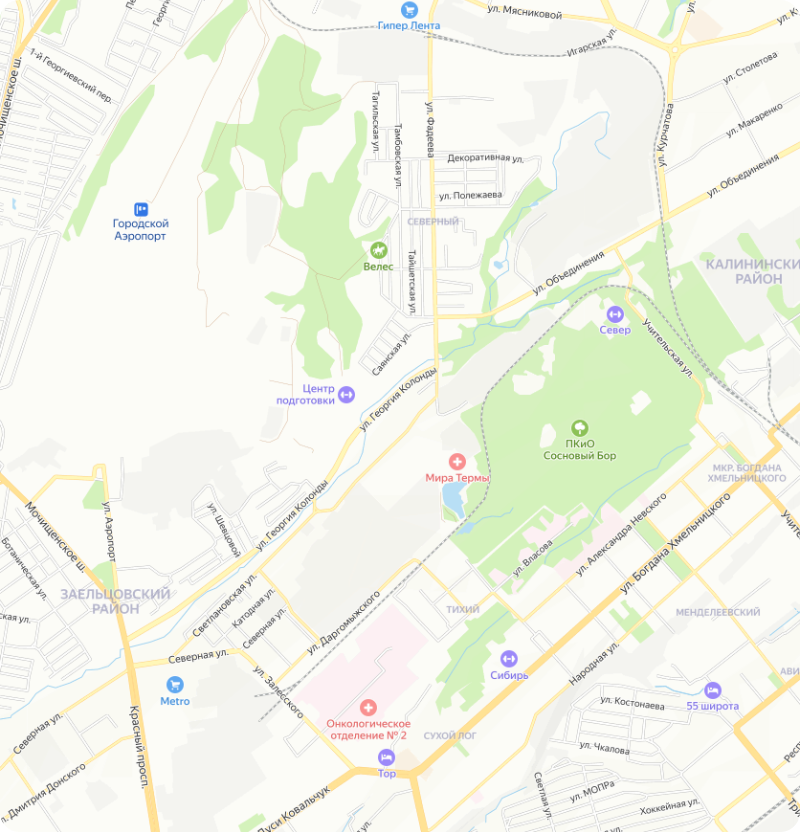 ул. Мясниковой
ул. К
Гипер Лента
Игарская ул.
1-й Георгиевский пер.
Мочищенское ш.
ул. Столетова
ул. Макаренко
Тагильская ул.
Тамбовская ул.
ул. Фадеева
ул. Курчатова
Декоративная ул.
ул. Объединения
ул. Полежаева
Городской
Аэропорт
СЕВЕРНЫЙ
Велес
Тайшетская ул.
ул. Объединения
КАЛИНИНСКИ
РАЙОН
Север
Учительская ул.
Саянская ул.
Центр
подготовки
ул. Георгия Колонды
ПКиО
Сосновый Бор
Мира Термы
МКР. БОГДАНА
ХМЕЛЬНИЦКОГО
ул. Георгия Колонды
ул. Шевцовой
ул. Аэропорт
Мочищенское ш.
Ботаническая ул.
ул. Александра Невского
ул. Богдана Хмельницкого
ул. Власова
ЗАЕЛЬЦОВСКИЙ
РАЙОН
Светлановская ул.
Катодная ул.
Северная ул.
ул. Даргомыжского
ТИХИЙ
МЕНДЕЛЕЕВСКИЙ
ская ул.
Северная ул.
ул. Залесского
Сибирь
Народная ул.
АВИ
Metro
55 широта
ул. Костонаева
Онкологическое
отделение № 2
СУХОЙ ЛОГ
Северная ул.
Красный просп.
ул. Чкалова
Тор
л. Дмитрия Донского
Светлая ул.
ул. МОПРа
Хоккейная ул.
Дуси Ковальчук